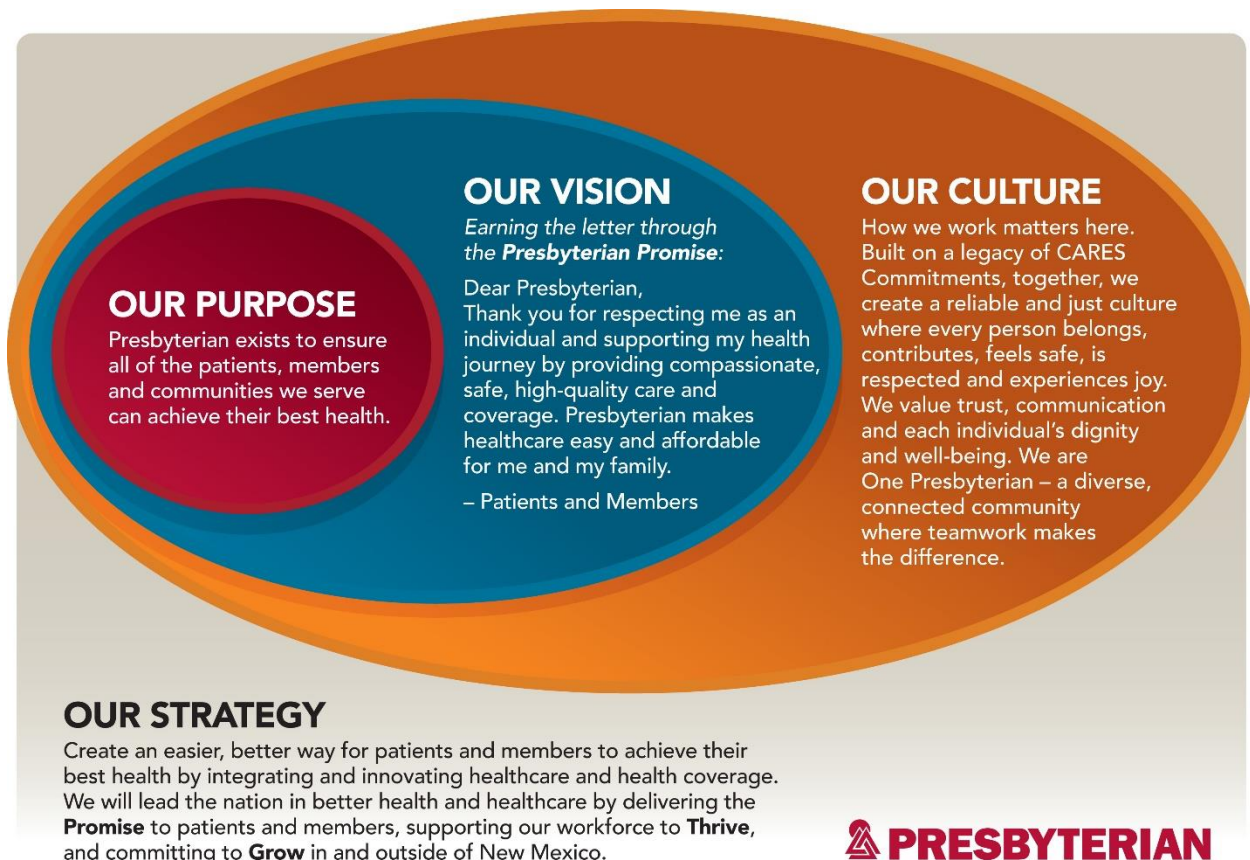 OUR PURPOSE
Presbyterian exists to ensure
all of the patients, members
and communities we serve
can achieve their best health.
OUR VISION
Earning the letter through
the Presbyterian Promise:
Dear Presbyterian,
Thank you for respecting me as an
individual and supporting my health
journey by providing compassionate,
safe, high-quality care and
coverage. Presbyterian makes
healthcare easy and affordable
for me and my family.
– Patients and Members
OUR CULTURE
How we work matters here.
Built on a legacy of CARES
Commitments, together, we
create a reliable and just culture
where every person belongs,
contributes, feels safe, is
respected and experiences joy.
We value trust, communication
and each individual’s dignity
and well-being. We are
One Presbyterian – a diverse,
connected community
where teamwork makes
the difference.
OUR STRATEGY
Create an easier, better way for patients and members to achieve their
best health by integrating and innovating healthcare and health coverage.
We will lead the nation in better health and healthcare by delivering the
Promise to patients and members, supporting our workforce to Thrive,
and committing to Grow in and outside of New Mexico.
PRESBYTERIAN